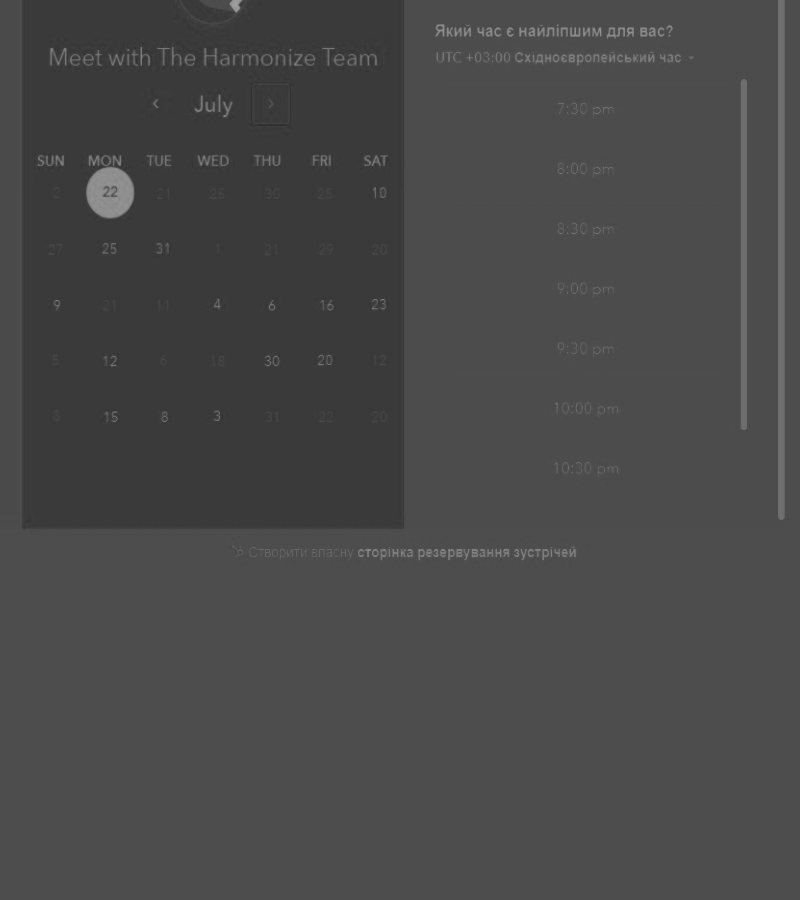 Meet with The Harmonize Team
July
SUN MON TUE WED THU FRI SAT
2 22 21 25 30 25 10
27 25 31 1 21 29 20
9 21 11 4 6 16 23
5 12 6 18 30 20 12
8 15 8 3 31 22 20
Який час є найліпшим для вас?
UTC +03:00 Східноєвропейський час
7:30 pm
8:00 pm
8:30 pm
9:00 pm
9:30 pm
10:00 pm
10:30 pm
Створити власну сторінка резервування зустрічей